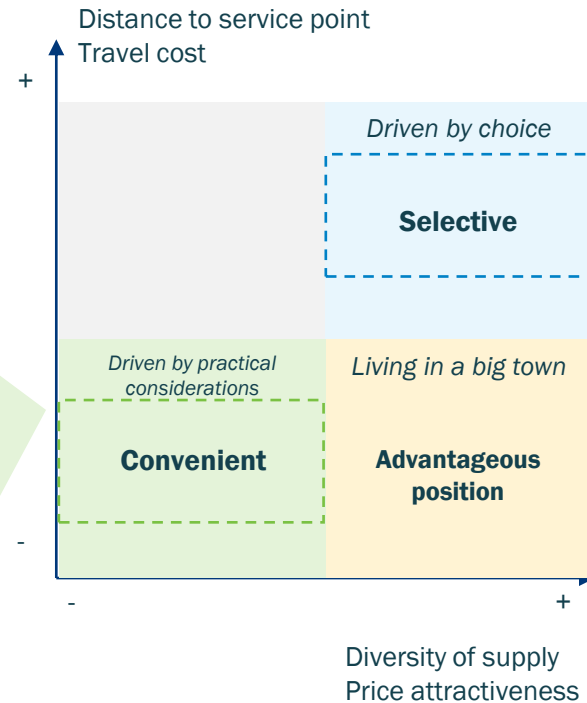 Distance to service point
Travel cost
+
Driven by choice
Selective
Driven by practical
considerations
Living in a big town
Convenient
Advantageous
position
-
-
+
Diversity of supply
Price attractiveness